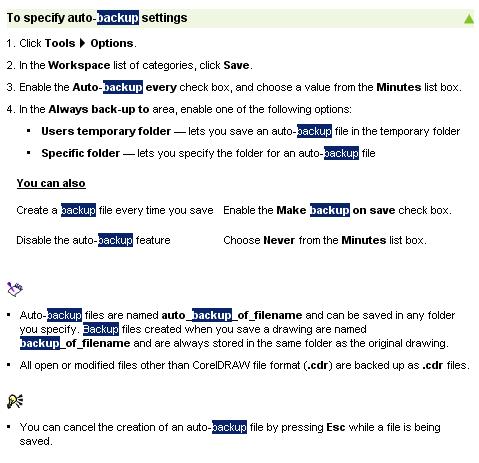 To specify auto-backup settings
1. Click Tools ▶ Options.
2. In the Workspace list of categories, click Save.
3. Enable the Auto-backup every check box, and choose a value from the Minutes list box.
4. In the Always back-up to area, enable one of the following options:
• Users temporary folder — lets you save an auto-backup file in the temporary folder
• Specific folder — lets you specify the folder for an auto-backup file
You can also
Create a backup file every time you save Enable the Make backup on save check box.
Disable the auto-backup feature Choose Never from the Minutes list box.
• Auto-backup files are named auto_backup_of_filename and can be saved in any folder
you specify. Backup files created when you save a drawing are named
backup_of_filename and are always stored in the same folder as the original drawing.
• All open or modified files other than CorelDRAW file format (.cdr) are backed up as .cdr files.
• You can cancel the creation of an auto-backup file by pressing Esc while a file is being
saved.